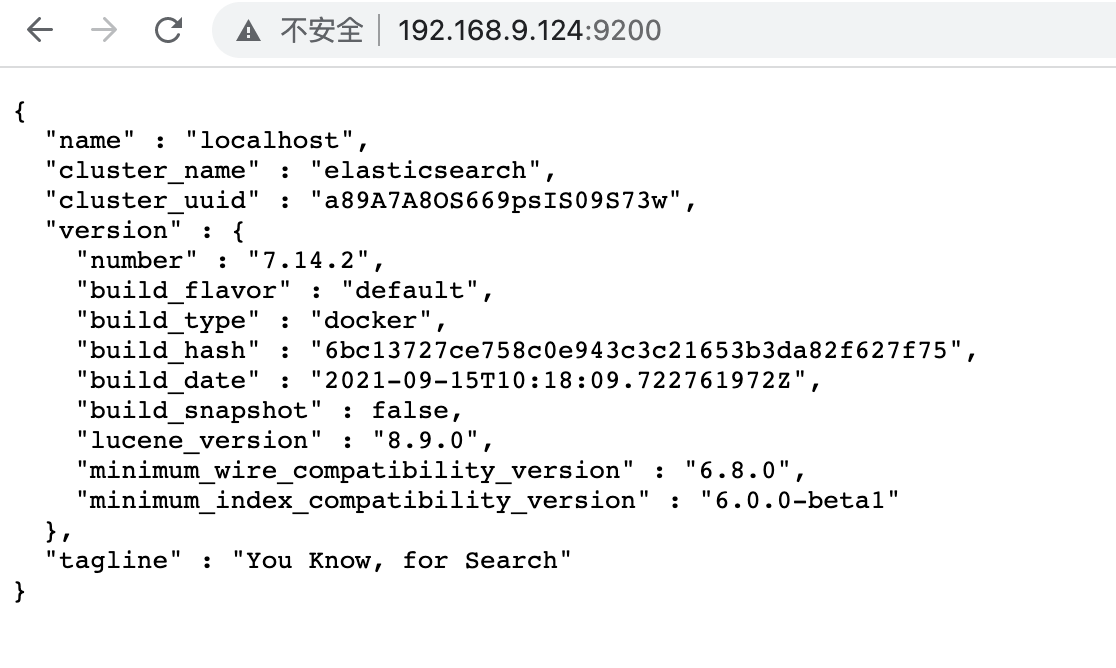 不安全 192.168.9.124:9200
{
  "name" : "localhost",
  "cluster_name" : "elasticsearch",
  "cluster_uuid" : "a89A7A8OS669psIS09S73w",
  "version" : {
    "number" : "7.14.2",
    "build_flavor" : "default",
    "build_type" : "docker",
    "build_hash" : "6bc13727ce758c0e943c3c21653b3da82f627f75",
    "build_date" : "2021-09-15T10:18:09.722761972Z",
    "build_snapshot" : false,
    "lucene_version" : "8.9.0",
    "minimum_wire_compatibility_version" : "6.8.0",
    "minimum_index_compatibility_version" : "6.0.0-beta1"
  },
  "tagline" : "You Know, for Search"
}